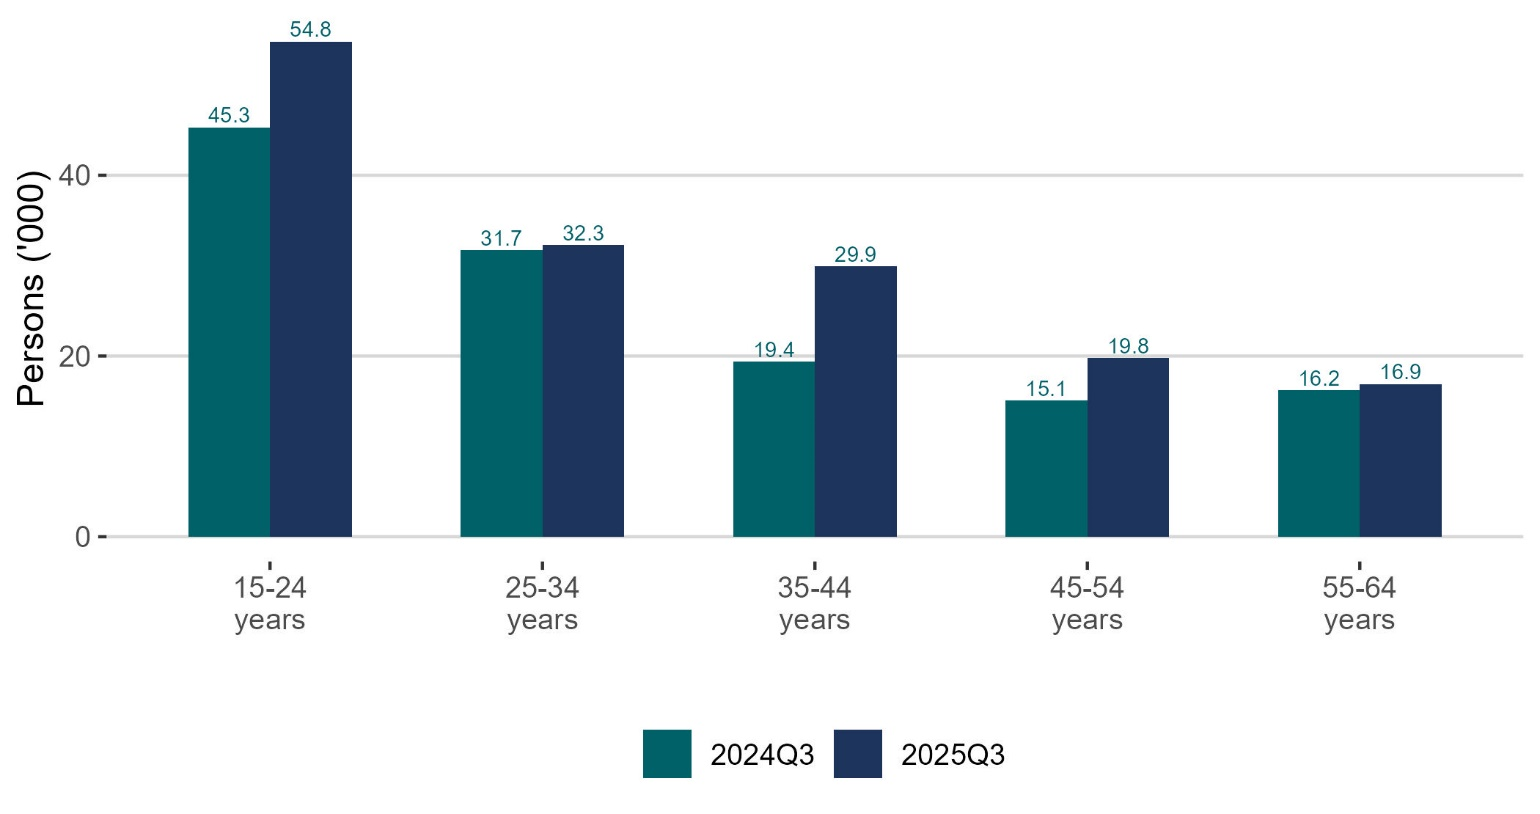 54.8
45.3
Persons ('000)
40
31.7
32.3
29.9
20
19.4
19.8
15.1
16.2
16.9
0
15-24
years
25-34
years
35-44
years
45-54
years
55-64
years
2024Q3
2025Q3